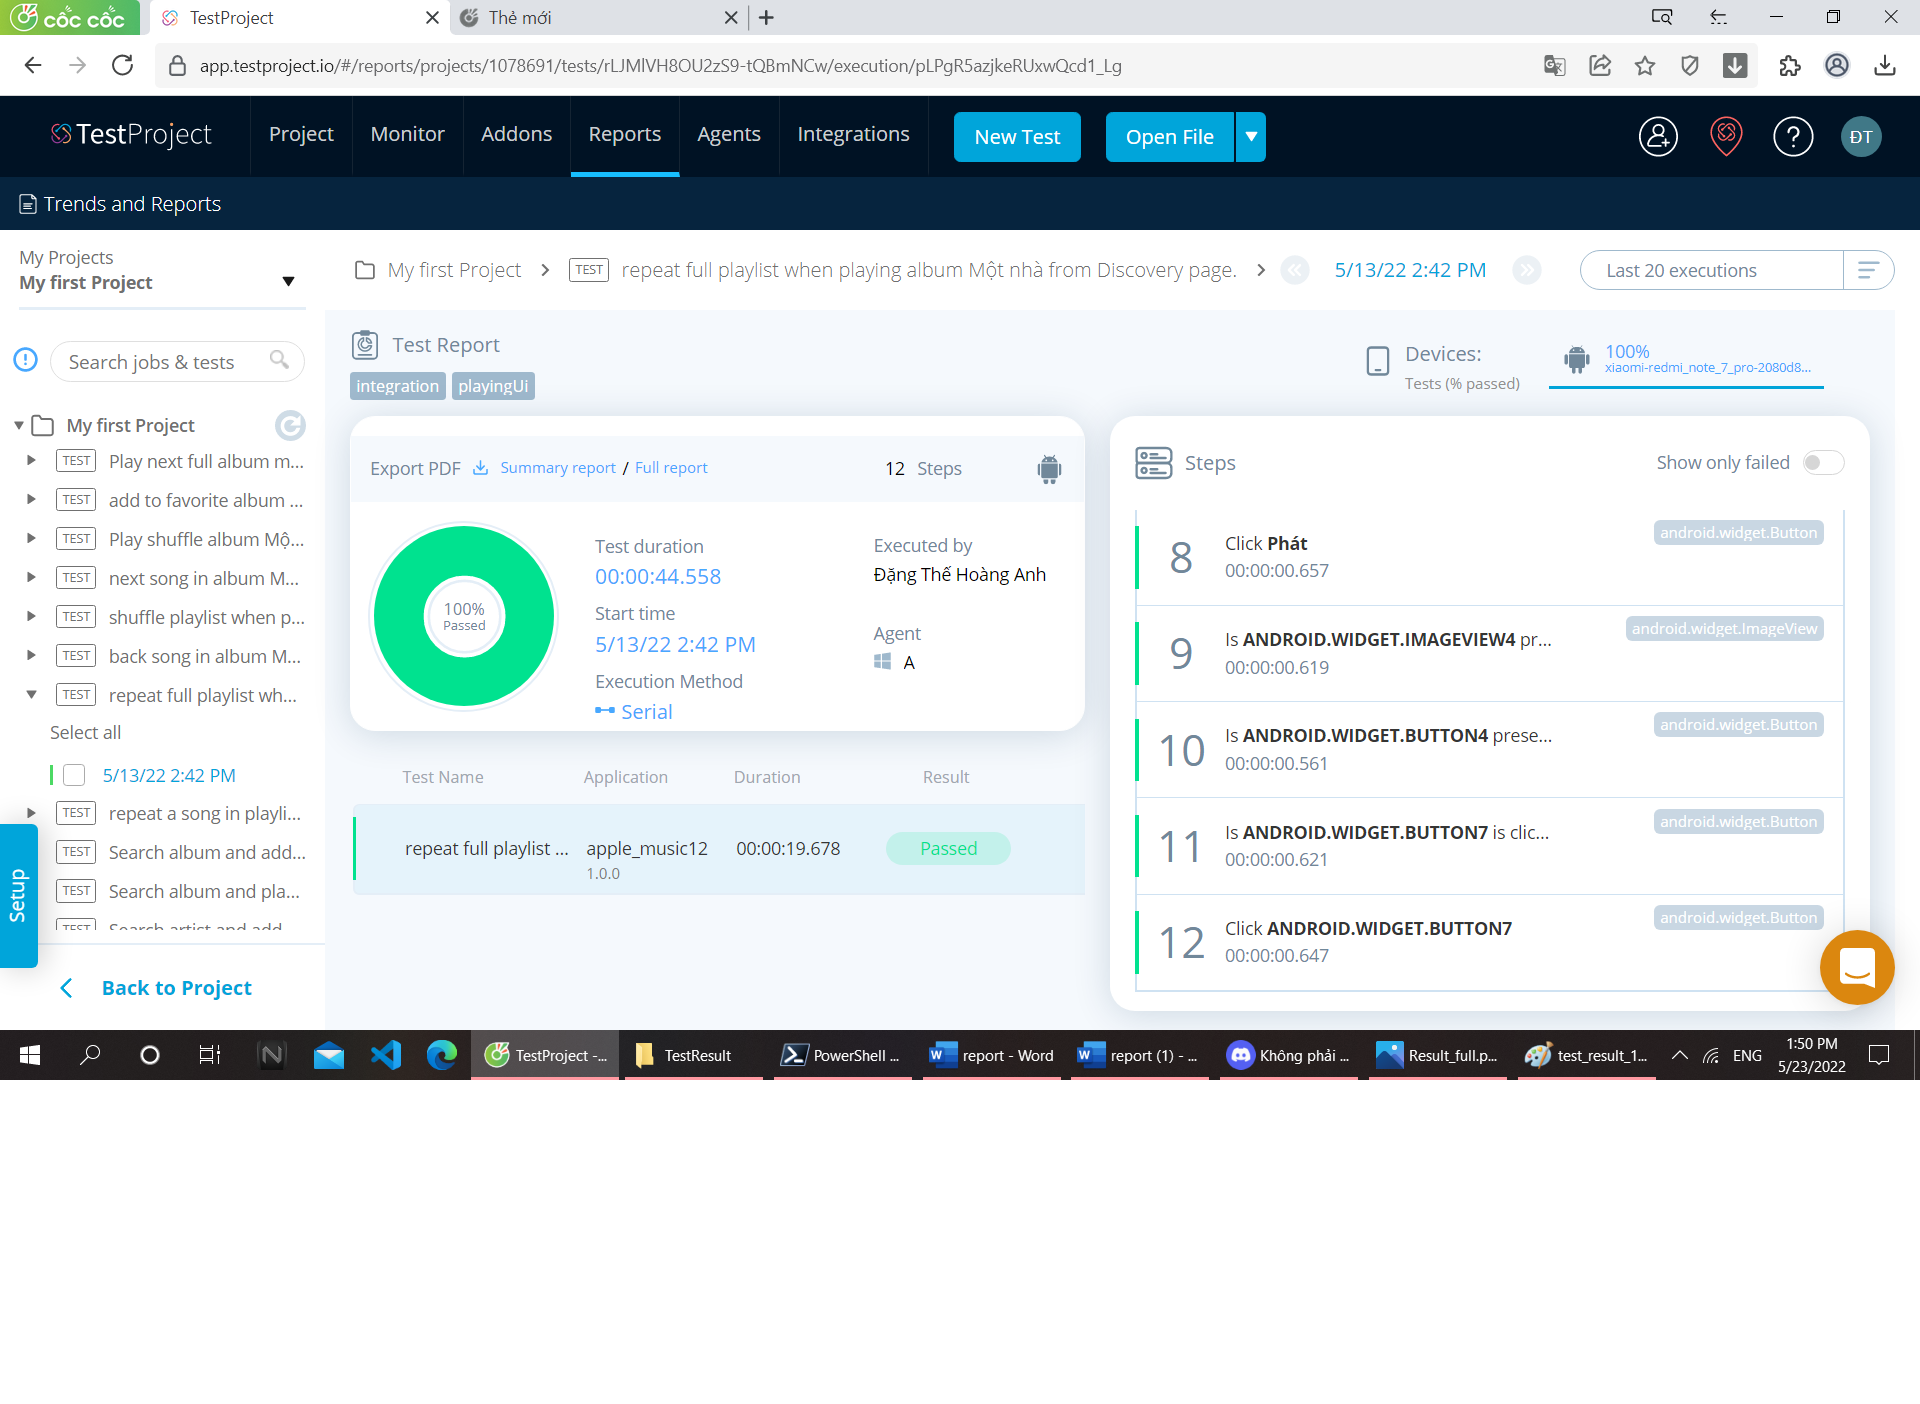 cốc cốc
TestProject
Thẻ mới
app.testproject.io/#/reports/projects/1078691/tests/rLJMlVH8OU2zS9-tQBmNCw/execution/pLPgR5azjkeRUxwQcd1_Lg
TestProject
Project
Monitor
Addons
Reports
Agents
Integrations
New Test
Open File
?
ĐT
Trends and Reports
My Projects
My first Project
Search jobs & tests
My first Project
TEST Play next full album m...
TEST add to favorite album ...
TEST Play shuffle album Mộ...
TEST next song in album M...
TEST shuffle playlist when p...
TEST back song in album M...
TEST repeat full playlist wh...
Select all
5/13/22 2:42 PM
TEST repeat a song in playli...
TEST Search album and add...
TEST Search album and pla...
TEST Search artist and add
Setup
Back to Project
My first Project > TEST repeat full playlist when playing album Một nhà from Discovery page. > 5/13/22 2:42 PM
Last 20 executions
Test Report
integration playingUi
Devices:
Tests (% passed)
100%
xiaomi-redmi_note_7_pro-2080d8...
Export PDF Summary report / Full report
12 Steps
100%
Passed
Test duration
00:00:44.558
Start time
5/13/22 2:42 PM
Execution Method
Serial
Executed by
Đặng Thế Hoàng Anh
Agent
A
Test Name Application Duration Result
repeat full playlist ... apple_music12 00:00:19.678 Passed
1.0.0
Steps
Show only failed
8
Click Phát
00:00:00.657
android.widget.Button
9
Is ANDROID.WIDGET.IMAGEVIEW4 pr...
00:00:00.619
android.widget.ImageView
10
Is ANDROID.WIDGET.BUTTON4 prese...
00:00:00.561
android.widget.Button
11
Is ANDROID.WIDGET.BUTTON7 is clic...
00:00:00.621
android.widget.Button
12
Click ANDROID.WIDGET.BUTTON7
00:00:00.647
android.widget.Button
TestProject -...
TestResult
PowerShell ...
report - Word
report (1) - ...
Không phải ...
Result_full.p...
test_result_1...
ENG
1:50 PM
5/23/2022